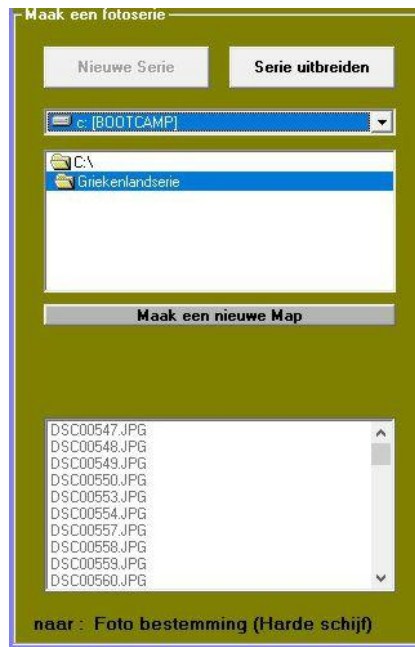 Maak een fotoserie
Nieuwe Serie Serie uitbreiden
c: [BOOTCAMP]
C:\
Griekenlandserie
Maak een nieuwe Map
DSC00547.JPG
DSC00548.JPG
DSC00549.JPG
DSC00550.JPG
DSC00553.JPG
DSC00554.JPG
DSC00557.JPG
DSC00558.JPG
DSC00559.JPG
DSC00560.JPG
naar : Foto bestemming (Harde schijf)